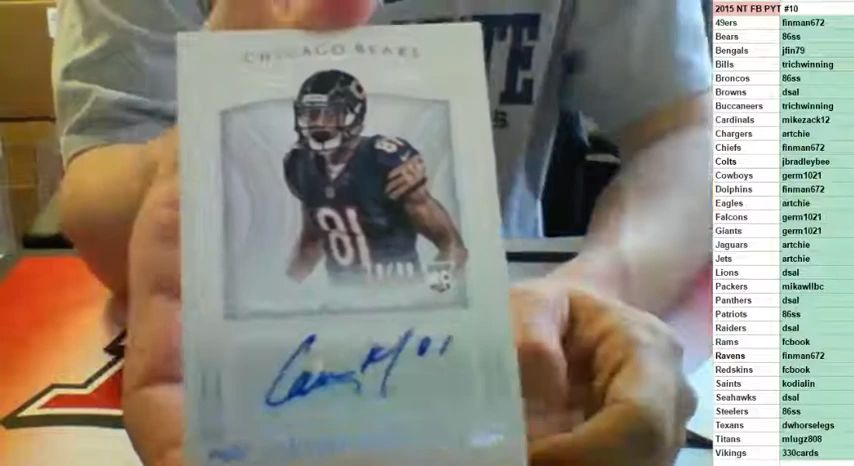 CHICAGO BEARS
81
81
RC
2015 NT FB PYT #10
49ers finman672
Bears 86ss
Bengals jfin79
Bills trichwinning
Broncos 86ss
Browns dsal
Buccaneers trichwinning
Cardinals mikezack12
Chargers artchie
Chiefs finman672
Colts jbradleybee
Cowboys germ1021
Dolphins finman672
Eagles artchie
Falcons germ1021
Giants germ1021
Jaguars artchie
Jets artchie
Lions dsal
Packers mikawllbc
Panthers dsal
Patriots 86ss
Raiders dsal
Rams fcbook
Ravens finman672
Redskins fcbook
Saints kodialin
Seahawks dsal
Steelers 86ss
Texans dwhorselegs
Titans mlugz808
Vikings 330cards